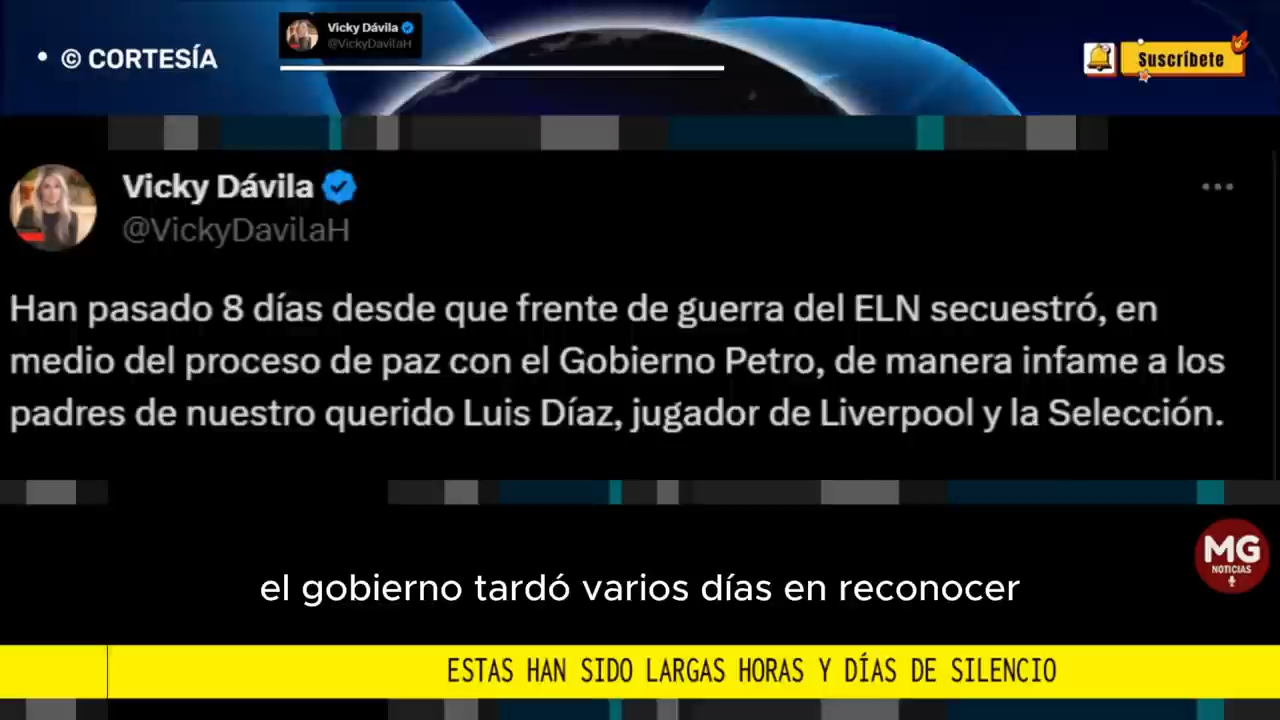 • © CORTESÍA
Vicky Dávila
@VickyDavilaH
Suscríbete
Vicky Dávila
@VickyDavilaH
Han pasado 8 días desde que frente de guerra del ELN secuestró, en
medio del proceso de paz con el Gobierno Petro, de manera infame a los
padres de nuestro querido Luis Díaz, jugador de Liverpool y la Selección.
MG
NOTICIAS
el gobierno tardó varios días en reconocer
ESTAS HAN SIDO LARGAS HORAS Y DÍAS DE SILENCIO